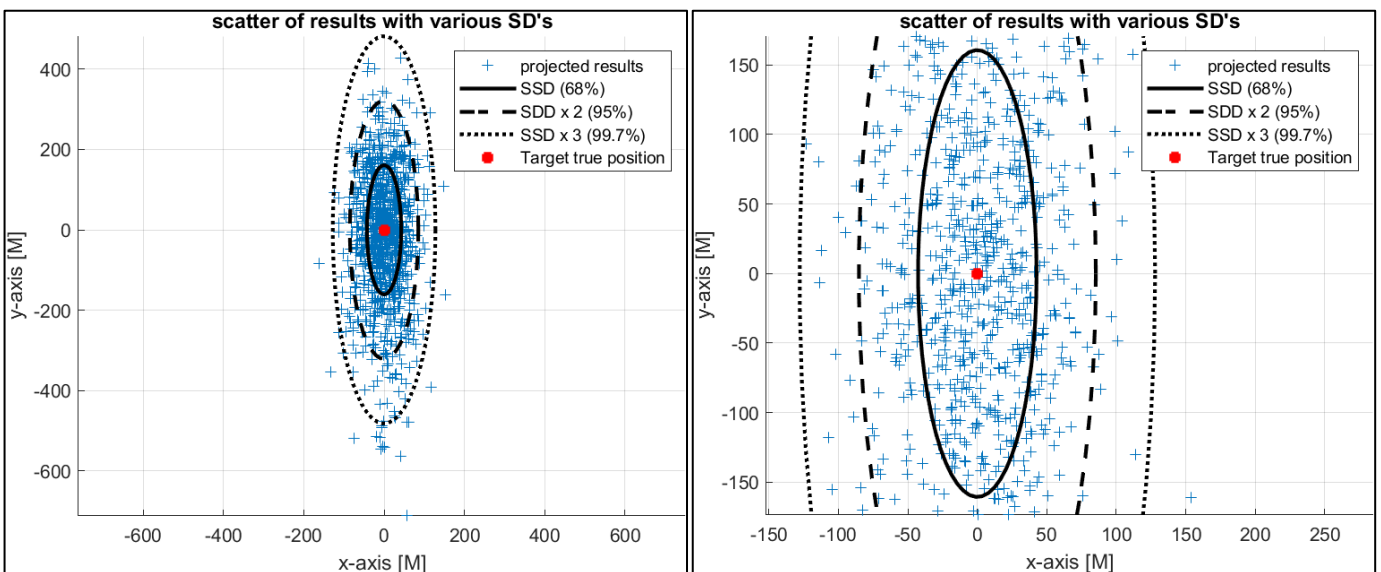 scatter of results with various SD's
400
200
0
-200
-400
-600
y-axis [M]
-600
-400
-200
0
200
400
600
x-axis [M]
projected results
SSD (68%)
SDD x 2 (95%)
SSD x 3 (99.7%)
Target true position
scatter of results with various SD's
150
100
50
0
-50
-100
-150
y-axis [M]
-150
-100
-50
0
50
100
150
200
250
x-axis [M]
projected results
SSD (68%)
SDD x 2 (95%)
SSD x 3 (99.7%)
Target true position